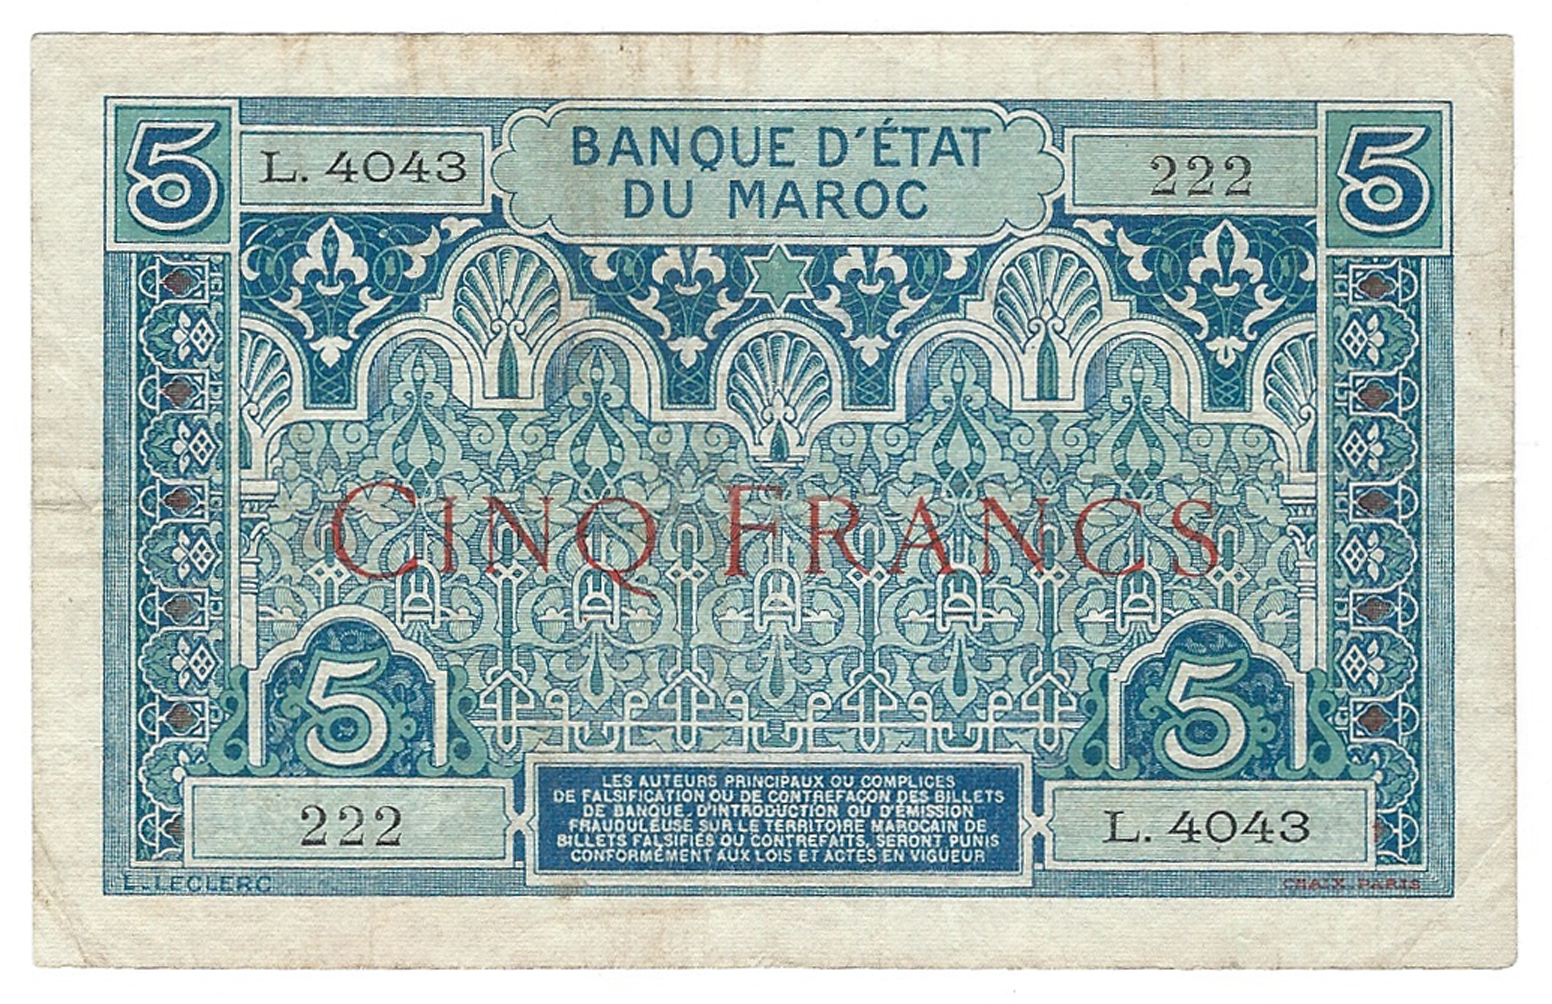 5
L. 4043
BANQUE D'ÉTAT
DU MAROC
222
5
CINQ FRANCS
5
5
222
LES AUTEURS PRINCIPAUX OU COMPLICES
DE FALSIFICATION OU DE CONTREFAÇON DES BILLETS
DE BANQUE, D'INTRODUCTION OU D'ÉMISSION
FRAUDULEUSE SUR LE TERRITOIRE MAROCAIN DE
BILLETS FALSIFIÉS OU CONTREFAITS, SERONT PUNIS
CONFORMÉMENT AUX LOIS ET ACTES EN VIGUEUR
L. 4043
L. LECLERC
CHAIX. PARIS